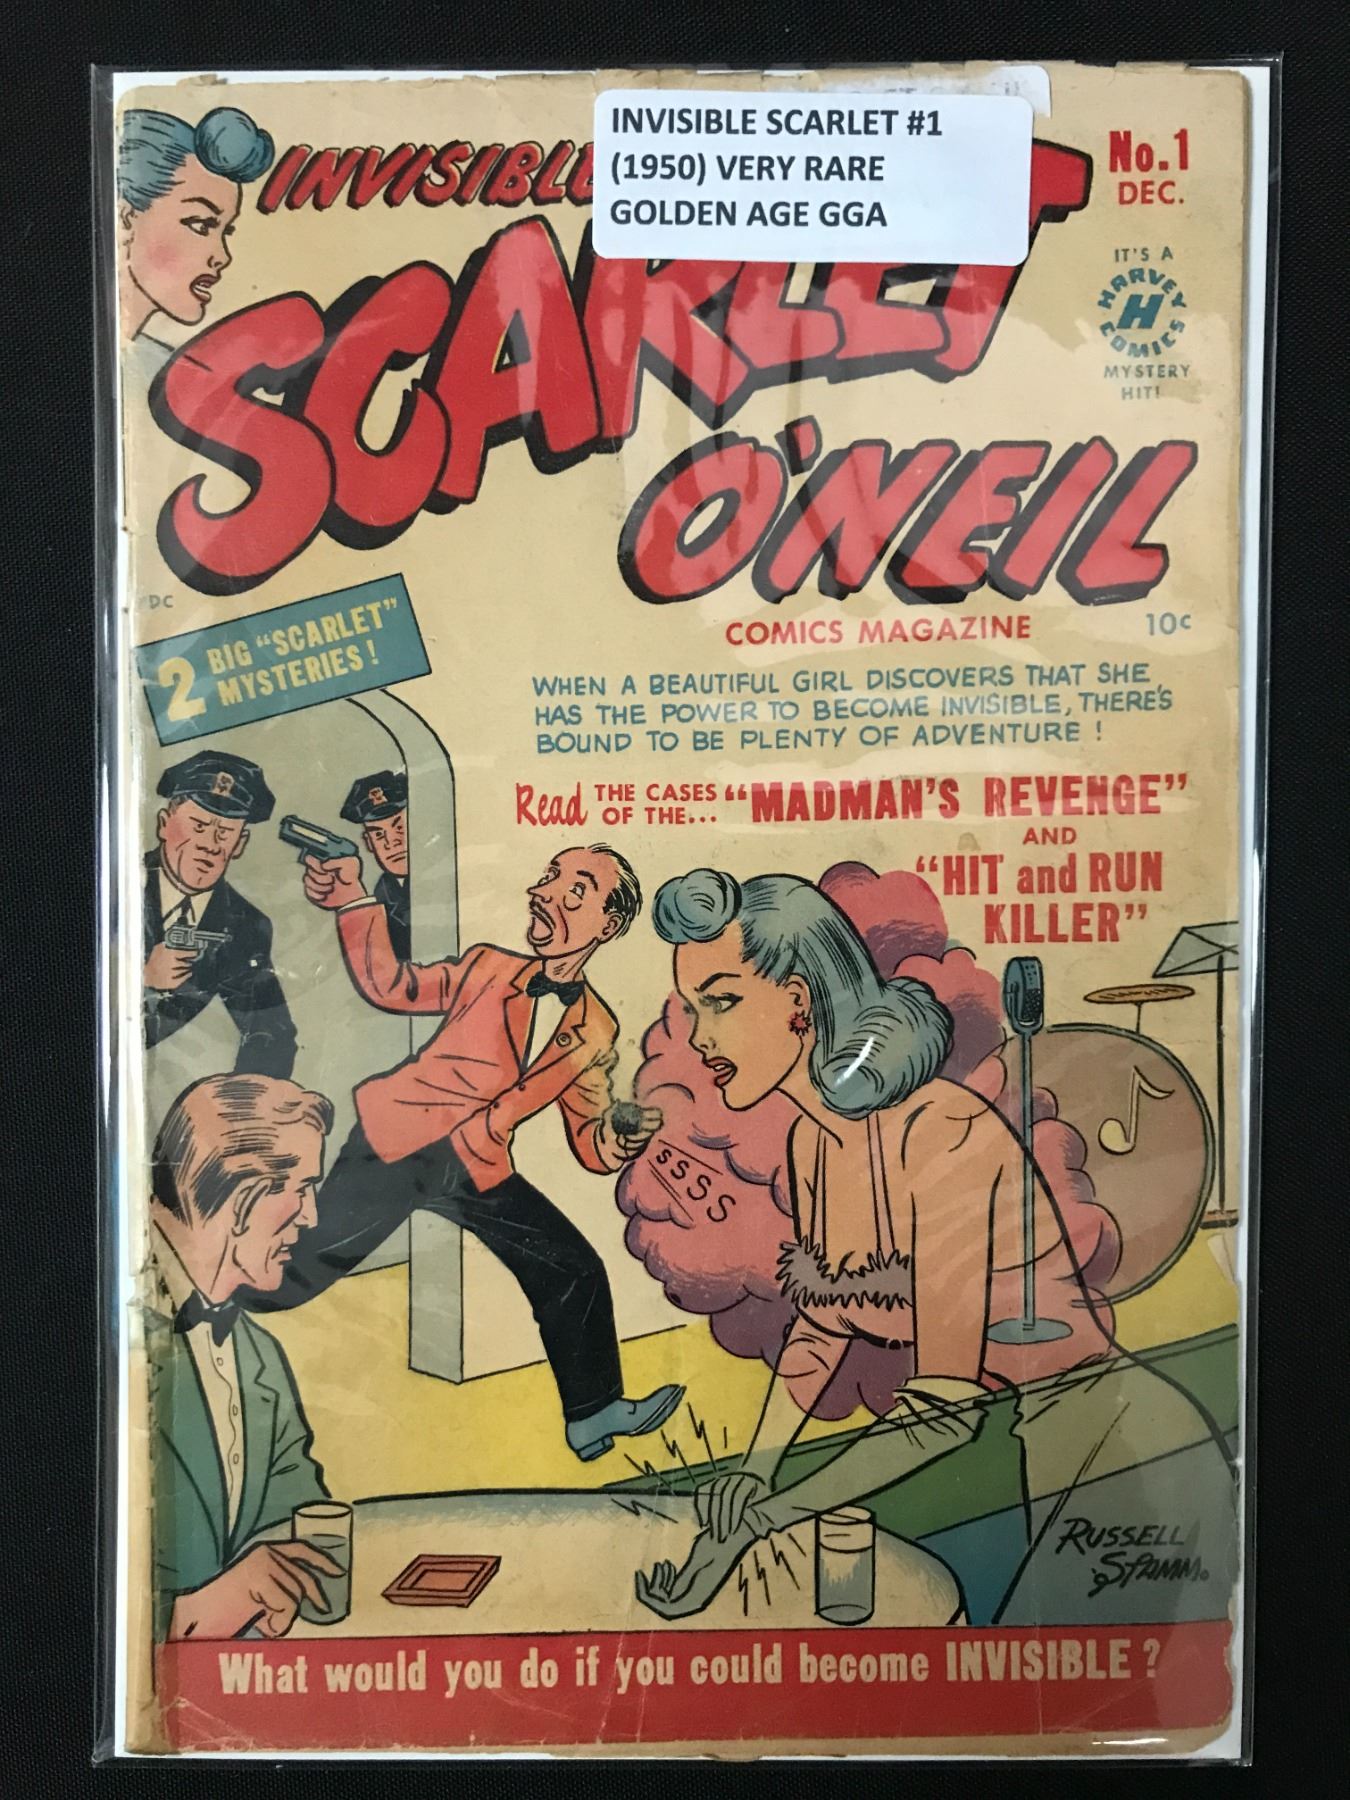 INVISIBLE SCARLET #1
(1950) VERY RARE
GOLDEN AGE GGA
INVISIBL
SCARLET
O'NEIL
No.1
DEC.
IT'S A
HARVEY
H
COMICS
MYSTERY
HIT!
DC
COMICS MAGAZINE
10¢
2 BIG "SCARLET"
MYSTERIES!
WHEN A BEAUTIFUL GIRL DISCOVERS THAT SHE
HAS THE POWER TO BECOME INVISIBLE, THERE'S
BOUND TO BE PLENTY OF ADVENTURE!
Read THE CASES OF THE... "MADMAN'S REVENGE"
AND
"HIT and RUN
KILLER"
sSSS
RUSSELL
STAMM.
What would you do if you could become INVISIBLE?